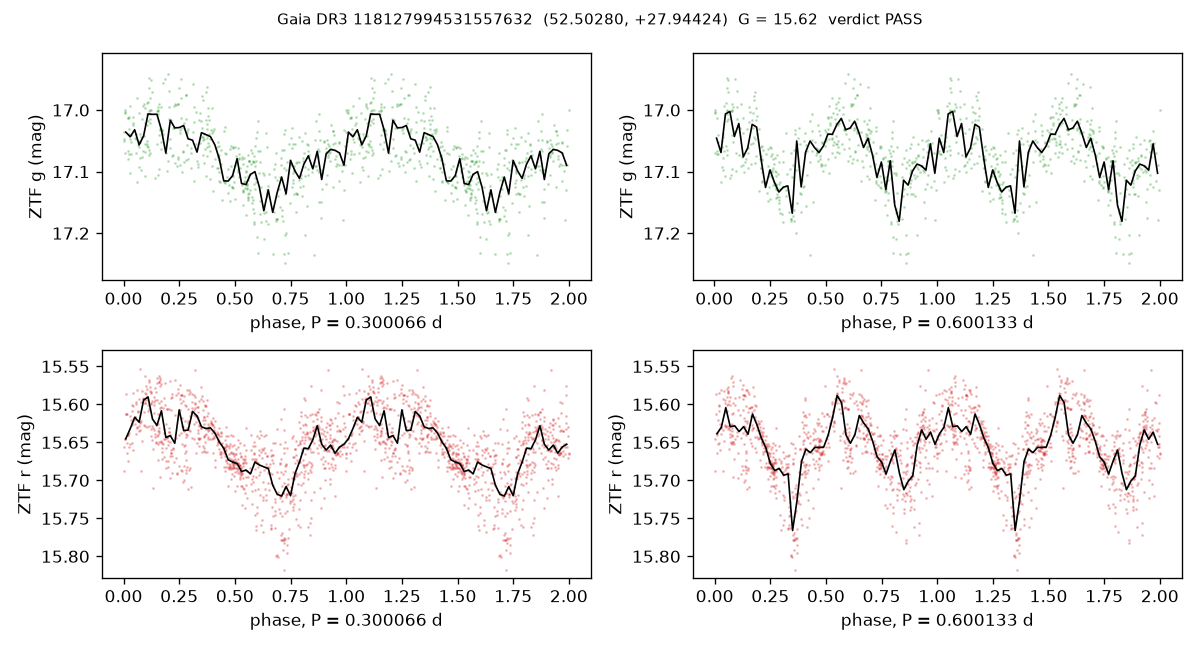 Gaia DR3 118127994531557632 (52.50280, +27.94424) G = 15.62 verdict PASS
ZTF g (mag)
17.0
17.1
17.2
0.00 0.25 0.50 0.75 1.00 1.25 1.50 1.75 2.00
phase, P = 0.300066 d
ZTF g (mag)
17.0
17.1
17.2
0.00 0.25 0.50 0.75 1.00 1.25 1.50 1.75 2.00
phase, P = 0.600133 d
ZTF r (mag)
15.55
15.60
15.65
15.70
15.75
15.80
0.00 0.25 0.50 0.75 1.00 1.25 1.50 1.75 2.00
phase, P = 0.300066 d
ZTF r (mag)
15.55
15.60
15.65
15.70
15.75
15.80
0.00 0.25 0.50 0.75 1.00 1.25 1.50 1.75 2.00
phase, P = 0.600133 d